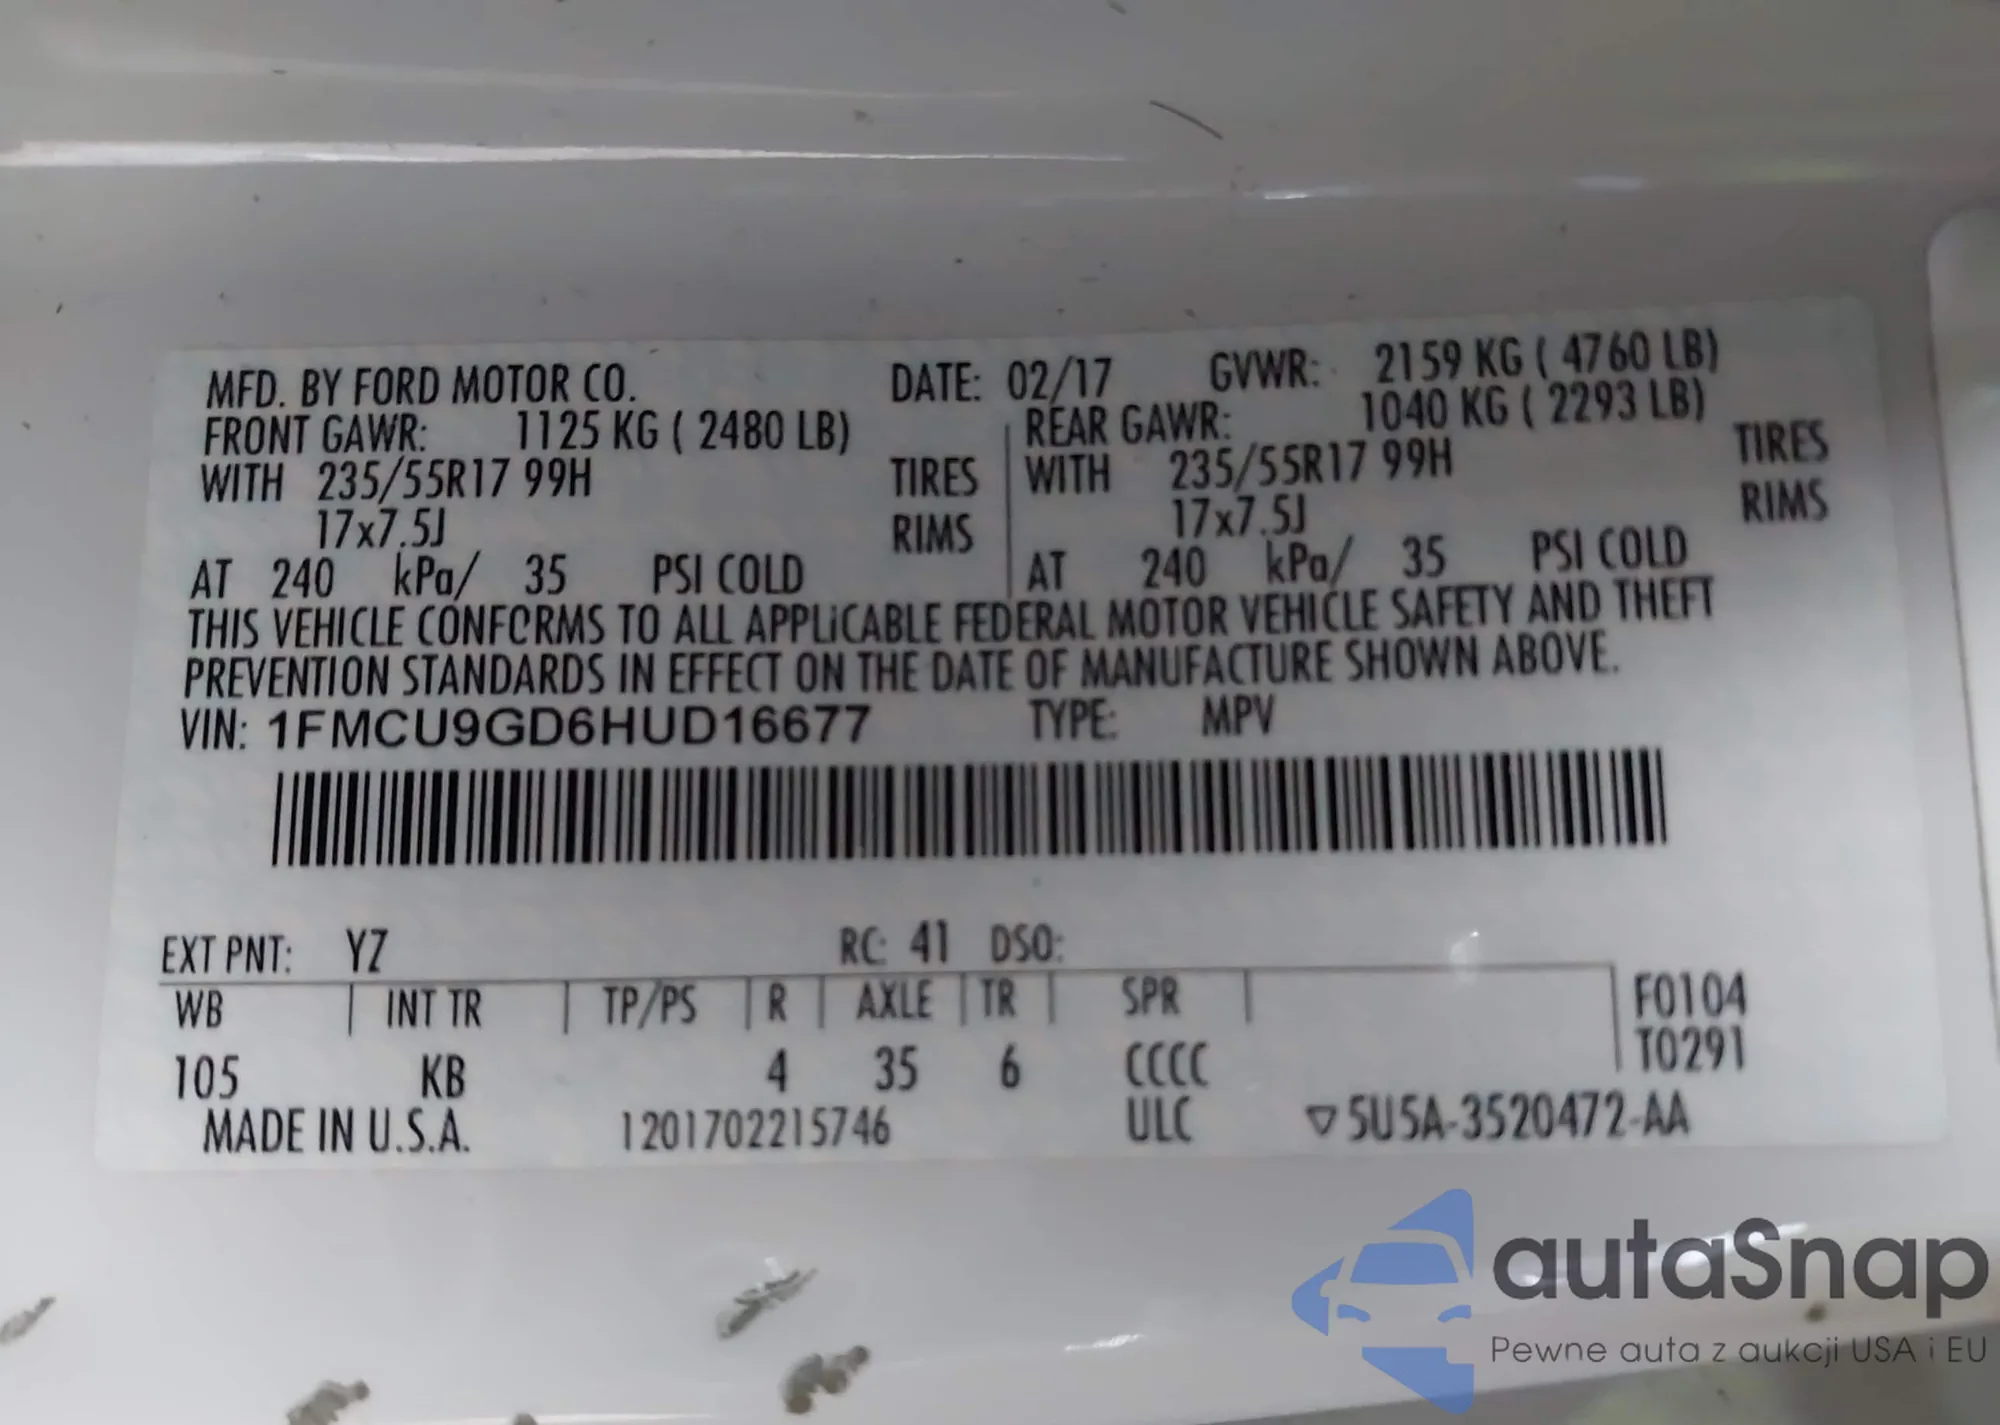 MFD. BY FORD MOTOR CO. DATE: 02/17 GVWR: 2159 KG ( 4760 LB)
FRONT GAWR: 1125 KG ( 2480 LB) REAR GAWR: 1040 KG ( 2293 LB)
WITH 235/55R17 99H TIRES WITH 235/55R17 99H TIRES
17x7.5J RIMS 17x7.5J RIMS
AT 240 kPa/ 35 PSI COLD AT 240 kPa/ 35 PSI COLD
THIS VEHICLE CONFORMS TO ALL APPLiCABLE FEDERAL MOTOR VEHICLE SAFETY AND THEFT
PREVENTION STANDARDS IN EFFECT ON THE DATE OF MANUFACTURE SHOWN ABOVE.
VIN: 1FMCU9GD6HUD16677 TYPE: MPV
EXT PNT: YZ RC: 41 DSO:
WB INT TR TP/PS R AXLE TR SPR F0104
T0291
105 KB 4 35 6 CCCC
MADE IN U.S.A. 1201702215746 ULC ▽5U5A-3520472-AA
autaSnap
Pewne auta z aukcji USA i EU